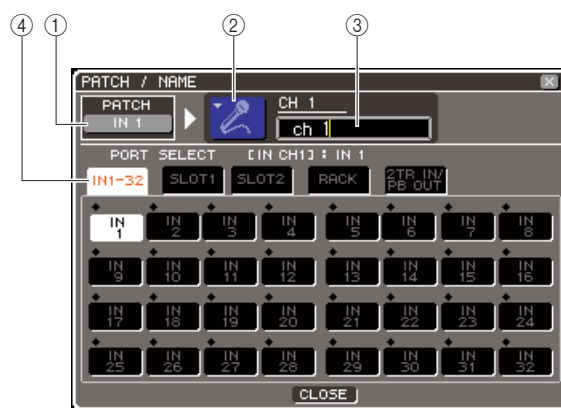 ④ ① ② ③
PATCH / NAME
PATCH
IN 1
CH 1
ch 1
PORT SELECT [IN CH1] : IN 1
IN1-32 SLOT1 SLOT2 RACK 2TR IN/ PB OUT
IN 1 IN 2 IN 3 IN 4 IN 5 IN 6 IN 7 IN 8
IN 9 IN 10 IN 11 IN 12 IN 13 IN 14 IN 15 IN 16
IN 17 IN 18 IN 19 IN 20 IN 21 IN 22 IN 23 IN 24
IN 25 IN 26 IN 27 IN 28 IN 29 IN 30 IN 31 IN 32
CLOSE